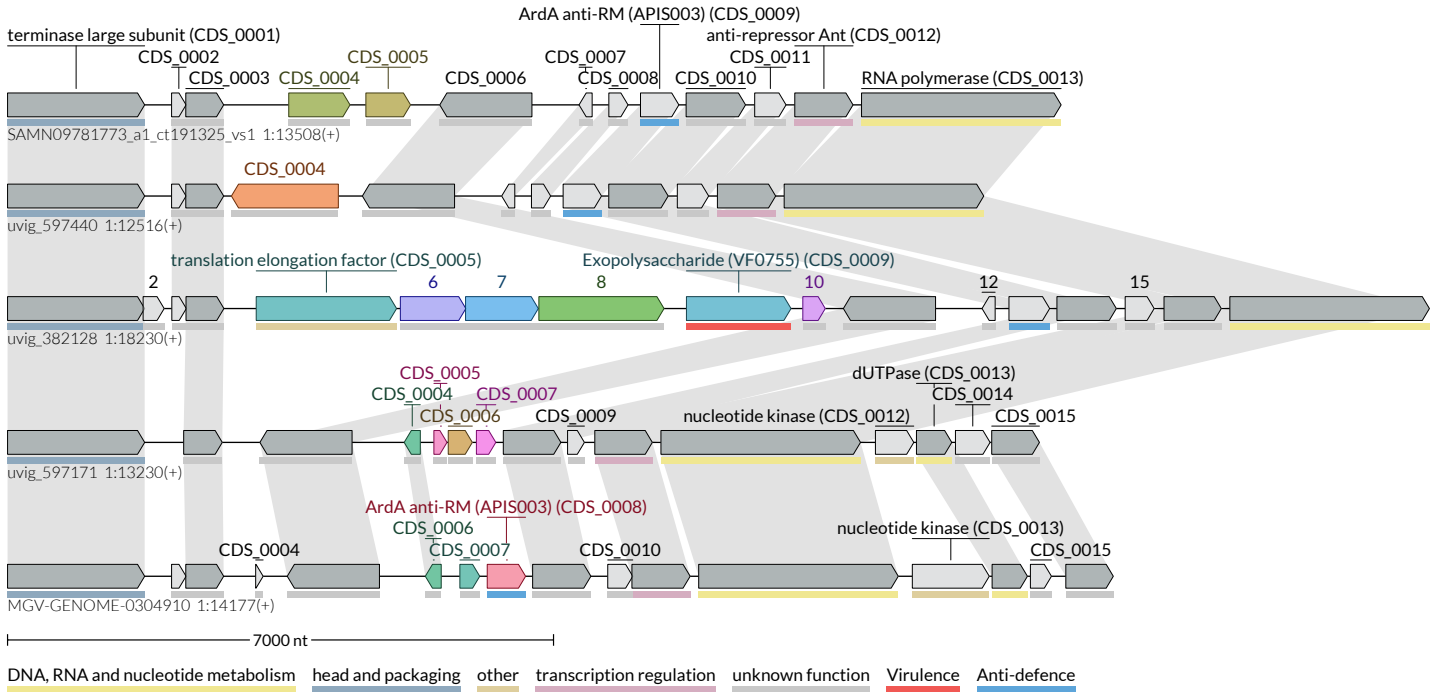 ArdA anti-RM (APIS003) (CDS_0009)
terminase large subunit (CDS_0001) anti-repressor Ant (CDS_0012)
CDS_0002 CDS_0005 CDS_0007 CDS_0011
CDS_0003 CDS_0004 CDS_0006 CDS_0008 CDS_0010 RNA polymerase (CDS_0013)
SAMN09781773_a1_ct191325_vs1 1:13508(+)
CDS_0004
uvig_597440 1:12516(+)
translation elongation factor (CDS_0005) Exopolysaccharide (VF0755) (CDS_0009)
2 6 7 8 10 12 15
uvig_382128 1:18230(+)
CDS_0005 dUTPase (CDS_0013)
CDS_0004 CDS_0007 CDS_0014
CDS_0006 CDS_0009 nucleotide kinase (CDS_0012) CDS_0015
uvig_597171 1:13230(+)
ArdA anti-RM (APIS003) (CDS_0008)
CDS_0006 nucleotide kinase (CDS_0013)
CDS_0004 CDS_0007 CDS_0010 CDS_0015
MGV-GENOME-0304910 1:14177(+)
7000 nt
DNA, RNA and nucleotide metabolism head and packaging other transcription regulation unknown function Virulence Anti-defence